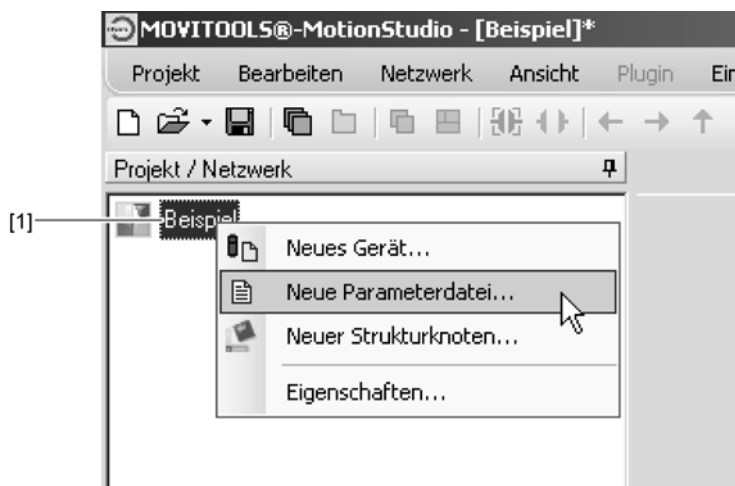 MOVITOOLS®-MotionStudio - [Beispiel]*
Projekt Bearbeiten Netzwerk Ansicht Plugin Ein
Projekt / Netzwerk
[1] Beispiel
Neues Gerät...
Neue Parameterdatei...
Neuer Strukturknoten...
Eigenschaften...